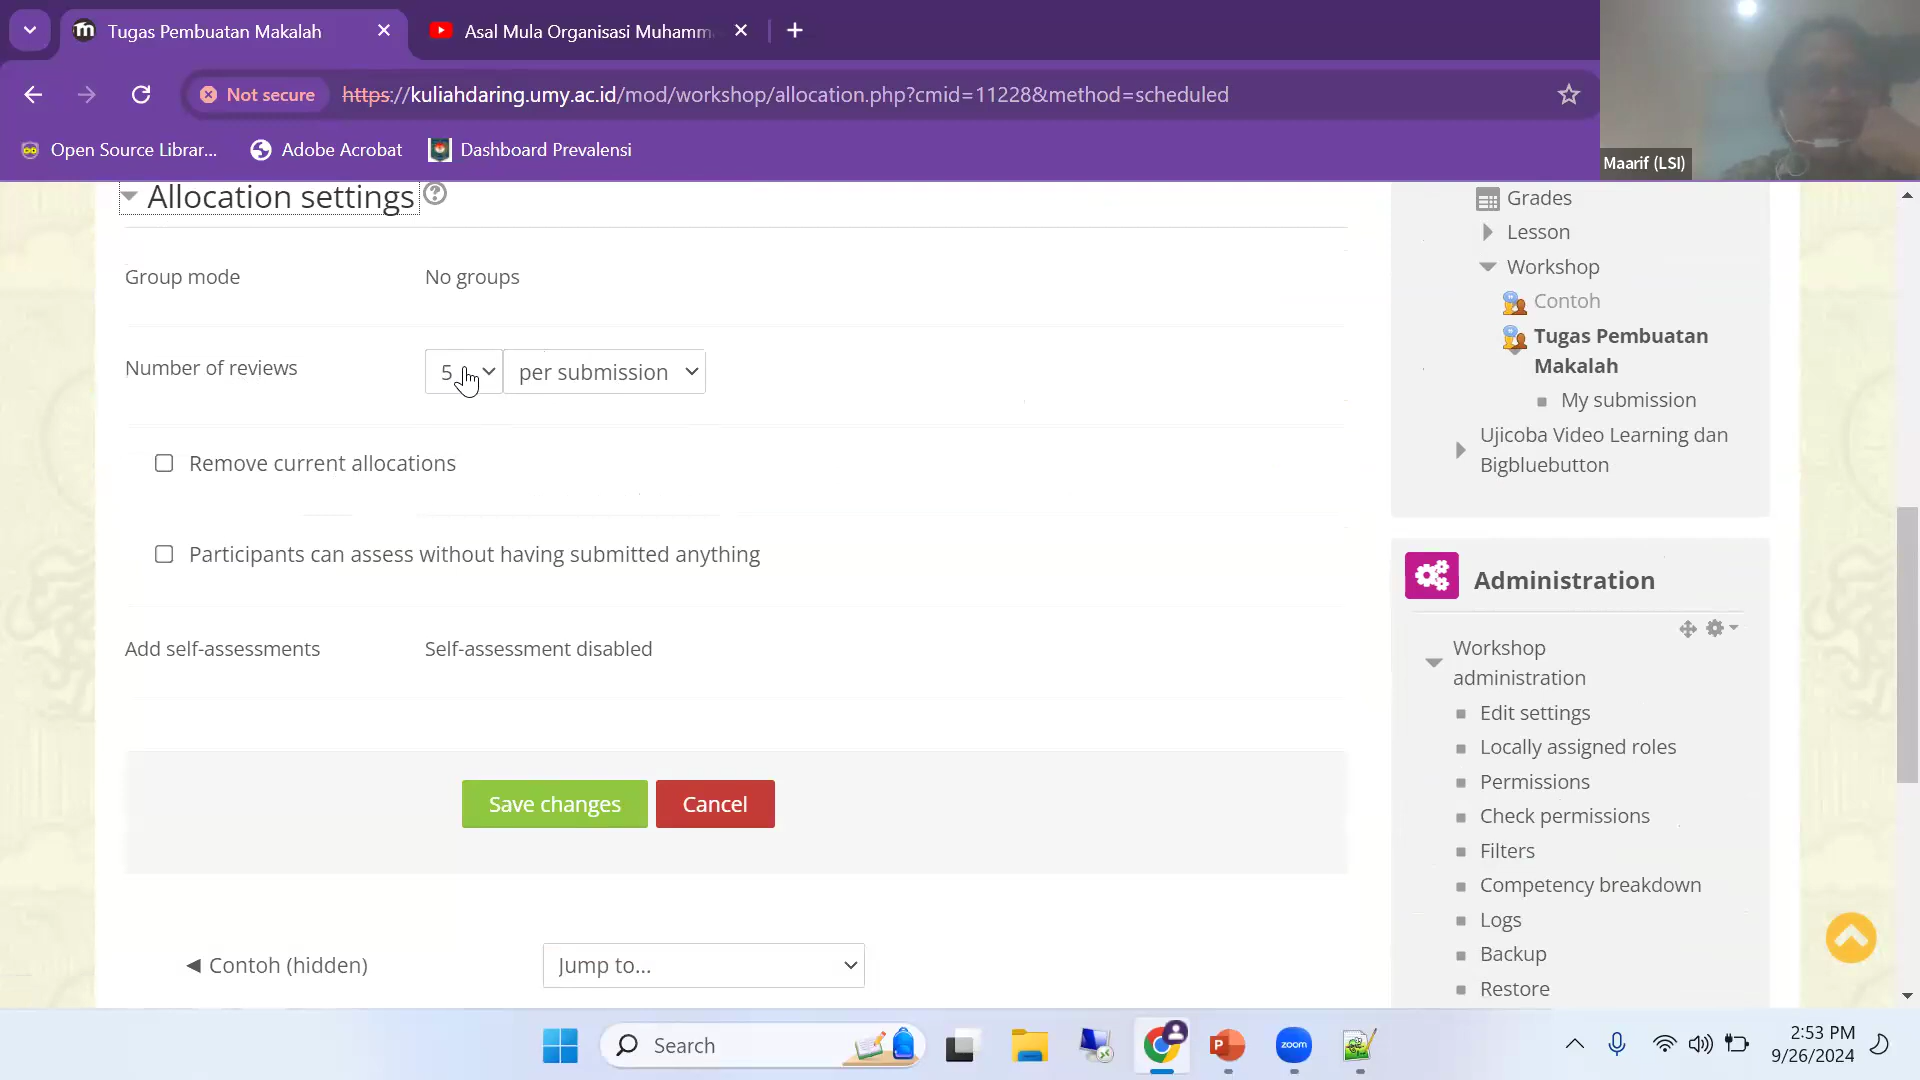 Tugas Pembuatan Makalah
Asal Mula Organisasi Muhamm
Not secure
https://kuliahdaring.umy.ac.id/mod/workshop/allocation.php?cmid=11228&method=scheduled
Open Source Librar...
Adobe Acrobat
Dashboard Prevalensi
Maarif (LSI)
Allocation settings
Group mode
No groups
Number of reviews
5
per submission
Remove current allocations
Participants can assess without having submitted anything
Add self-assessments
Self-assessment disabled
Save changes
Cancel
◄ Contoh (hidden)
Jump to...
Grades
Lesson
Workshop
Contoh
Tugas Pembuatan
Makalah
My submission
Ujicoba Video Learning dan
Bigbluebutton
Administration
Workshop
administration
Edit settings
Locally assigned roles
Permissions
Check permissions
Filters
Competency breakdown
Logs
Backup
Restore
Search
zoom
2:53 PM
9/26/2024